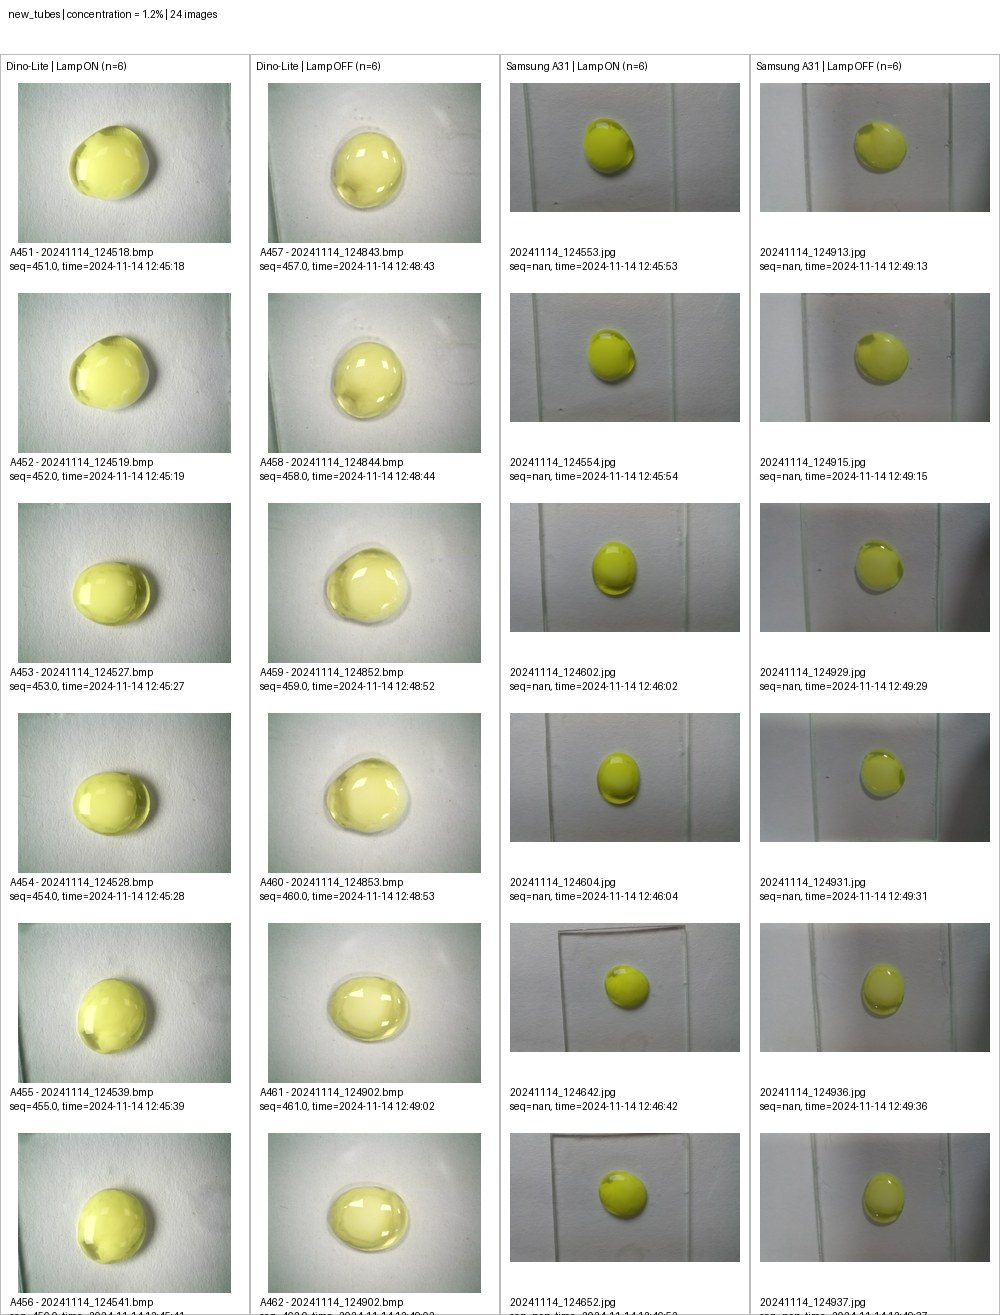 new_tubes | concentration = 1.2% | 24 images
Dino-Lite | Lamp ON (n=6)
Dino-Lite | Lamp OFF (n=6)
Samsung A31 | Lamp ON (n=6)
Samsung A31 | Lamp OFF (n=6)
A451 - 20241114_124518.bmp
seq=451.0, time=2024-11-14 12:45:18
A457 - 20241114_124843.bmp
seq=457.0, time=2024-11-14 12:48:43
20241114_124553.jpg
seq=nan, time=2024-11-14 12:45:53
20241114_124913.jpg
seq=nan, time=2024-11-14 12:49:13
A452 - 20241114_124519.bmp
seq=452.0, time=2024-11-14 12:45:19
A458 - 20241114_124844.bmp
seq=458.0, time=2024-11-14 12:48:44
20241114_124554.jpg
seq=nan, time=2024-11-14 12:45:54
20241114_124915.jpg
seq=nan, time=2024-11-14 12:49:15
A453 - 20241114_124527.bmp
seq=453.0, time=2024-11-14 12:45:27
A459 - 20241114_124852.bmp
seq=459.0, time=2024-11-14 12:48:52
20241114_124602.jpg
seq=nan, time=2024-11-14 12:46:02
20241114_124929.jpg
seq=nan, time=2024-11-14 12:49:29
A454 - 20241114_124528.bmp
seq=454.0, time=2024-11-14 12:45:28
A460 - 20241114_124853.bmp
seq=460.0, time=2024-11-14 12:48:53
20241114_124604.jpg
seq=nan, time=2024-11-14 12:46:04
20241114_124931.jpg
seq=nan, time=2024-11-14 12:49:31
A455 - 20241114_124539.bmp
seq=455.0, time=2024-11-14 12:45:39
A461 - 20241114_124902.bmp
seq=461.0, time=2024-11-14 12:49:02
20241114_124642.jpg
seq=nan, time=2024-11-14 12:46:42
20241114_124936.jpg
seq=nan, time=2024-11-14 12:49:36
A456 - 20241114_124541.bmp
A462 - 20241114_124902.bmp
20241114_124652.jpg
20241114_124937.jpg